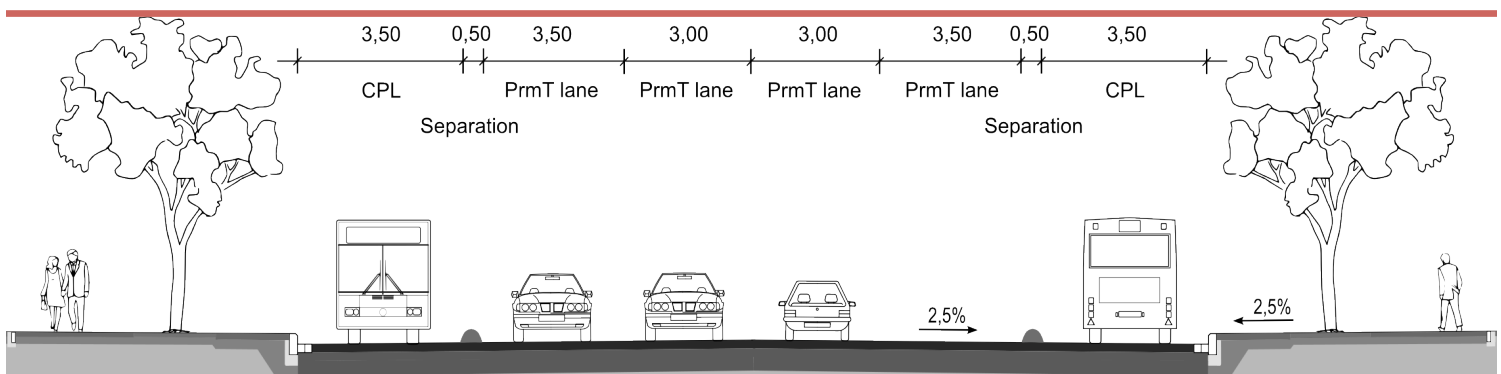 3,50 0,50 3,50 3,00 3,00 3,50 0,50 3,50
CPL PrmT lane PrmT lane PrmT lane PrmT lane CPL
Separation Separation
2,5% 2,5%